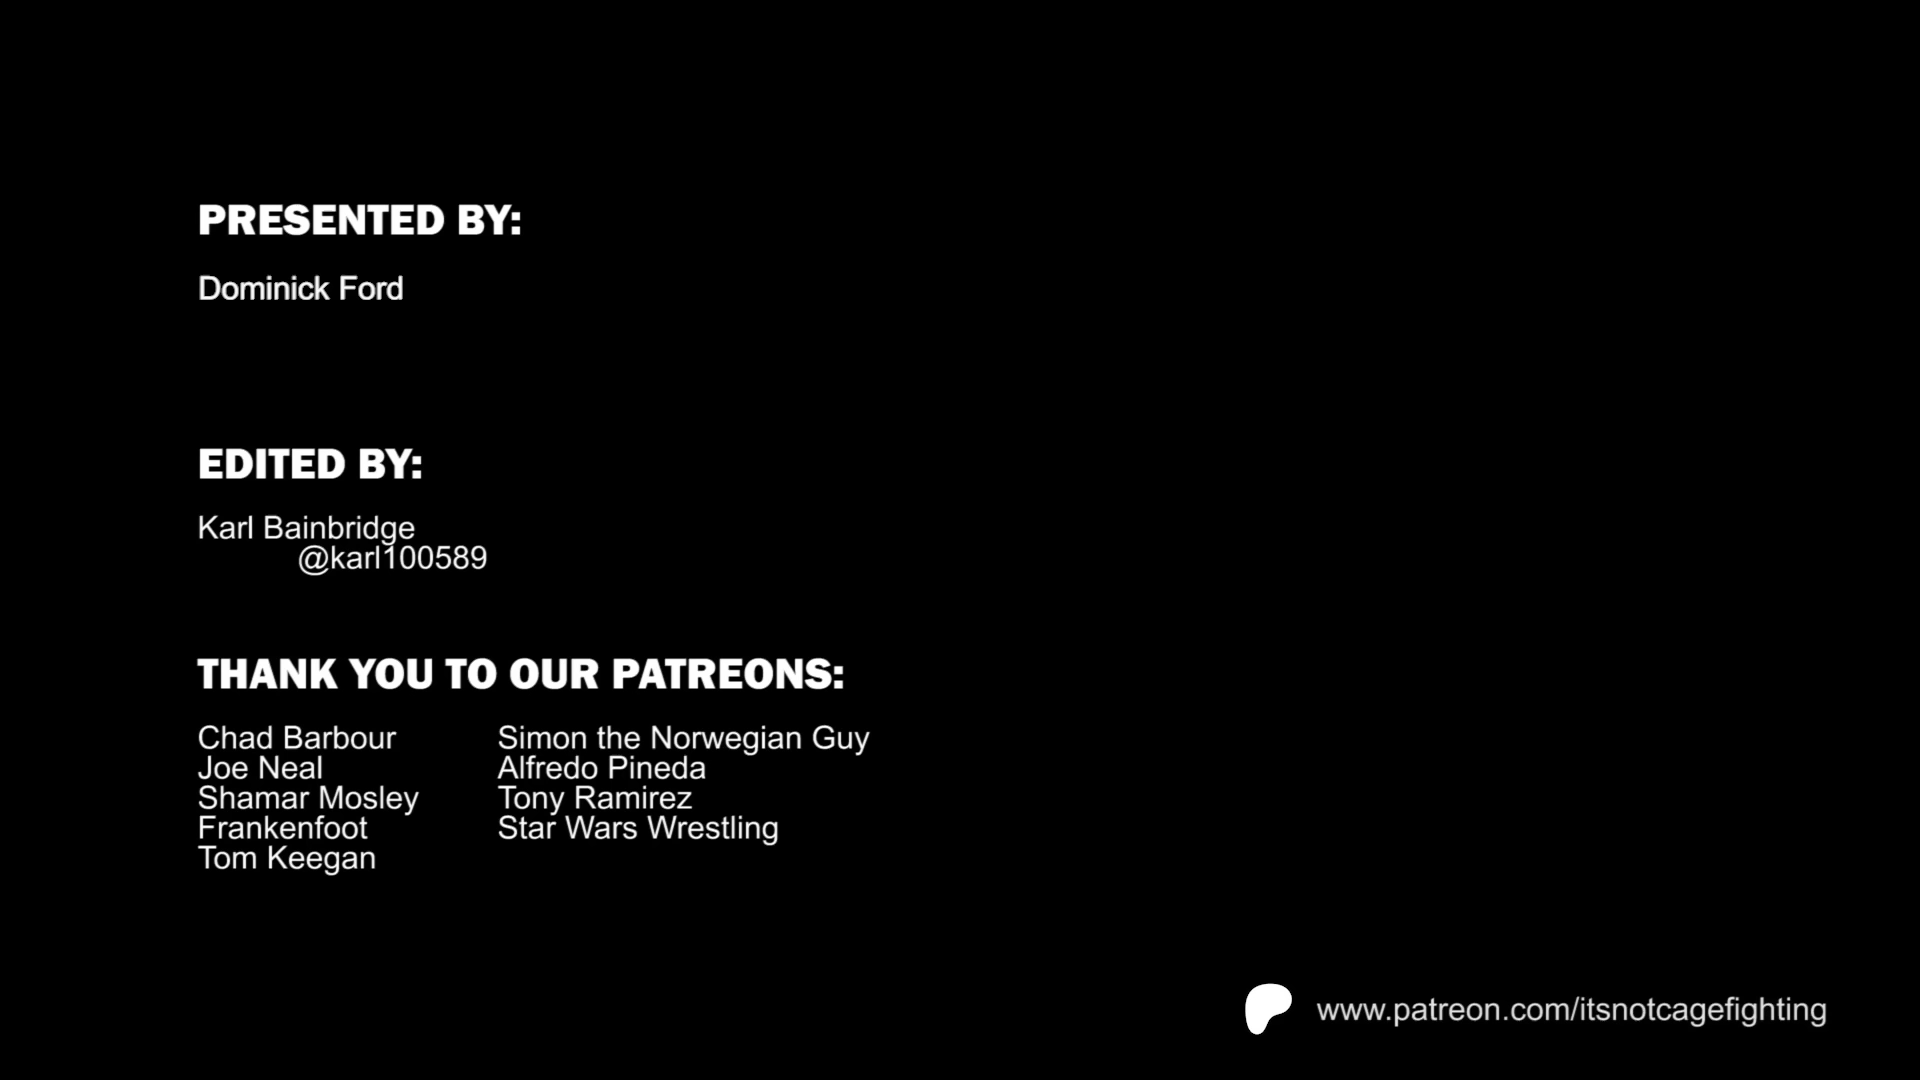 PRESENTED BY:
Dominick Ford
EDITED BY:
Karl Bainbridge
@karl100589
THANK YOU TO OUR PATREONS:
Chad Barbour
Joe Neal
Shamar Mosley
Frankenfoot
Tom Keegan
Simon the Norwegian Guy
Alfredo Pineda
Tony Ramirez
Star Wars Wrestling
www.patreon.com/itsnotcagefighting